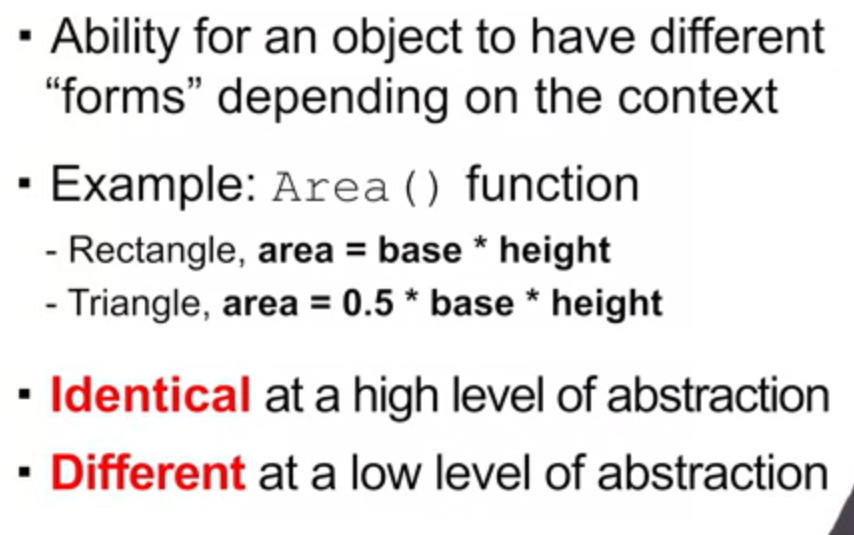 ▪ Ability for an object to have different
“forms” depending on the context
▪ Example: Area() function
- Rectangle, area = base * height
- Triangle, area = 0.5 * base * height
▪ Identical at a high level of abstraction
▪ Different at a low level of abstraction